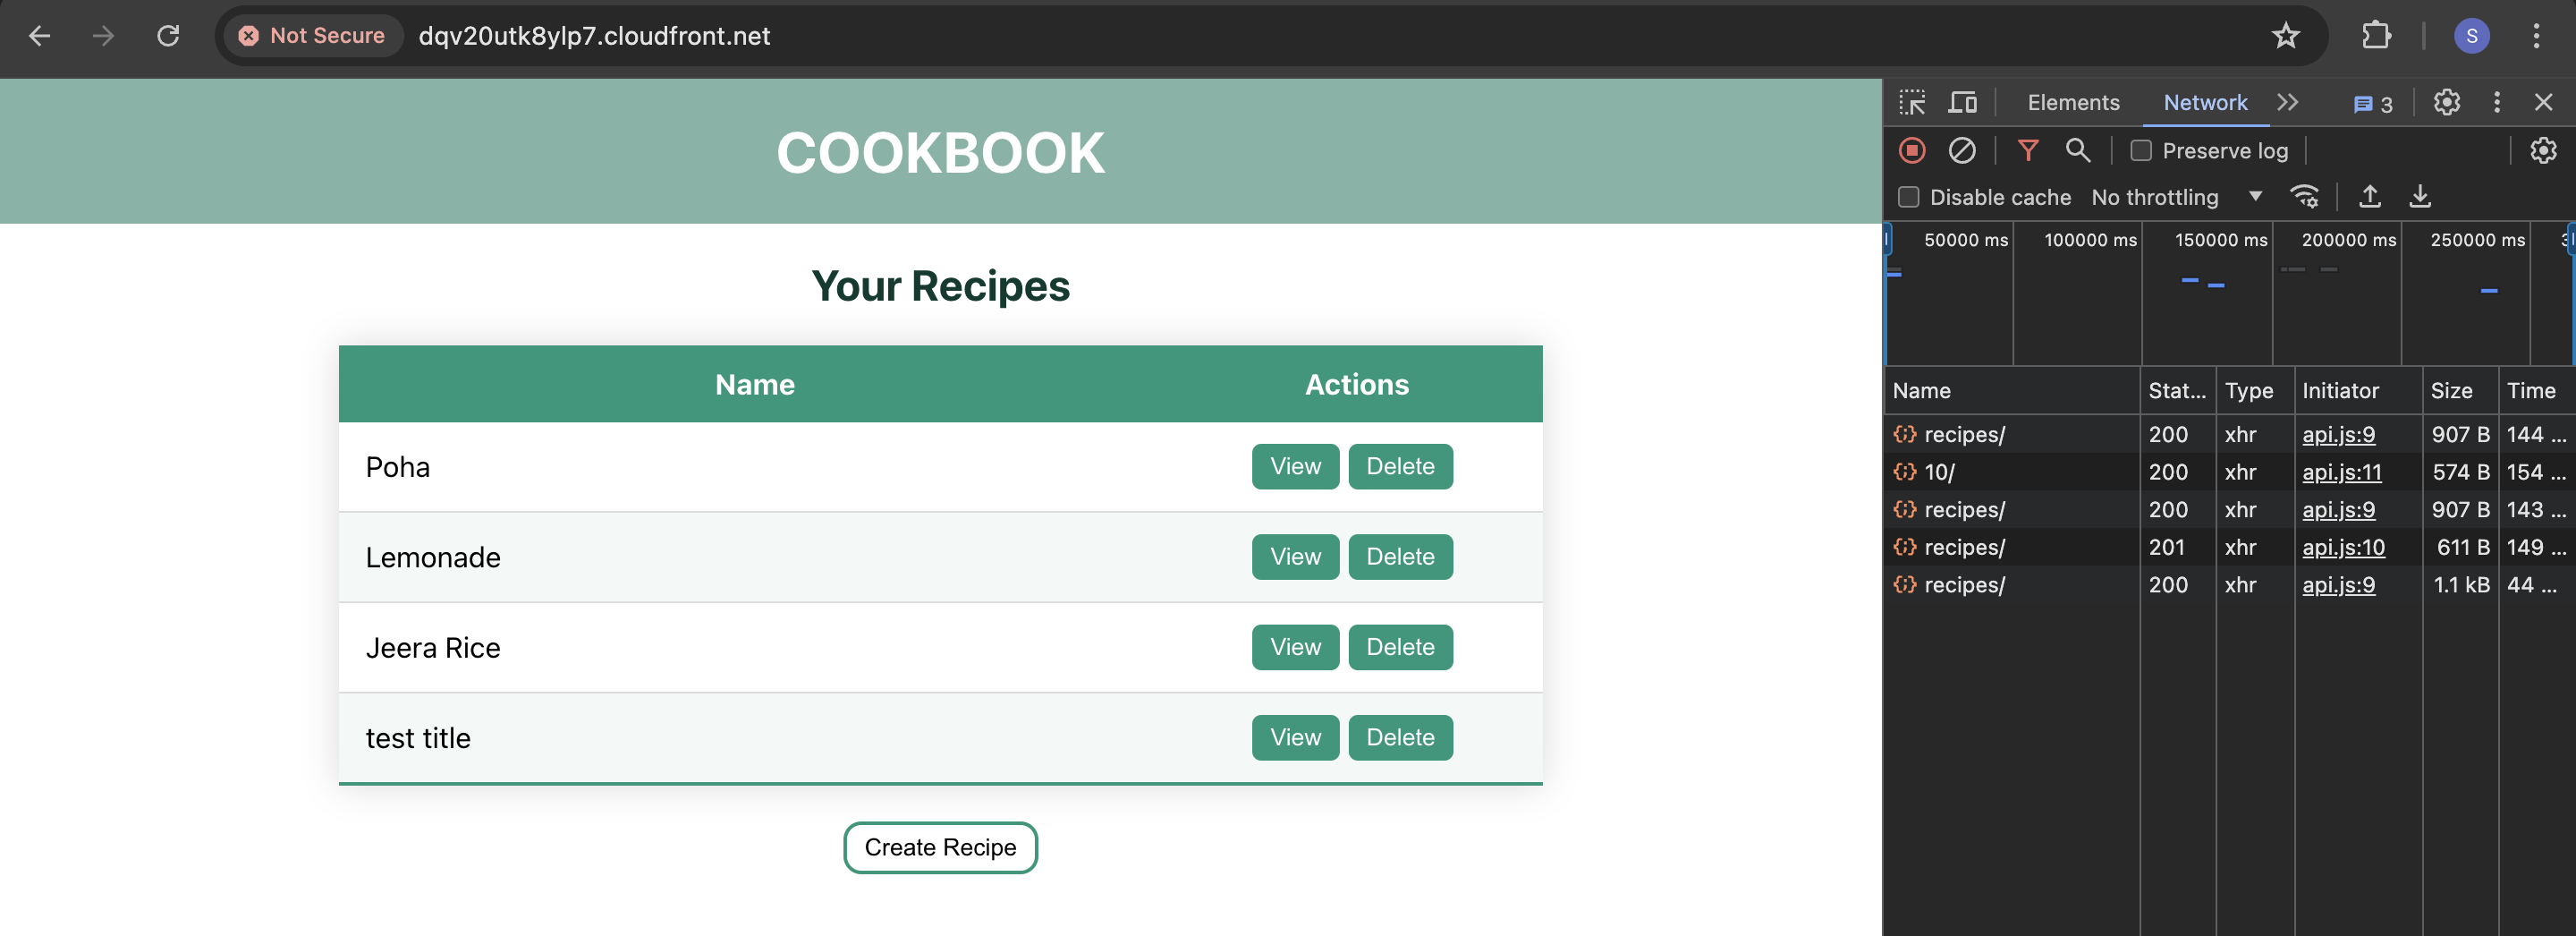 Not Secure dqv20utk8ylp7.cloudfront.net S
COOKBOOK
Your Recipes
Name Actions
Poha View Delete
Lemonade View Delete
Jeera Rice View Delete
test title View Delete
Create Recipe
Elements Network 3
Preserve log
Disable cache No throttling
50000 ms 100000 ms 150000 ms 200000 ms 250000 ms
Name Stat... Type Initiator Size Time
recipes/ 200 xhr api.js:9 907 B 144 ...
10/ 200 xhr api.js:11 574 B 154 ...
recipes/ 200 xhr api.js:9 907 B 143 ...
recipes/ 201 xhr api.js:10 611 B 149 ...
recipes/ 200 xhr api.js:9 1.1 kB 44 ...